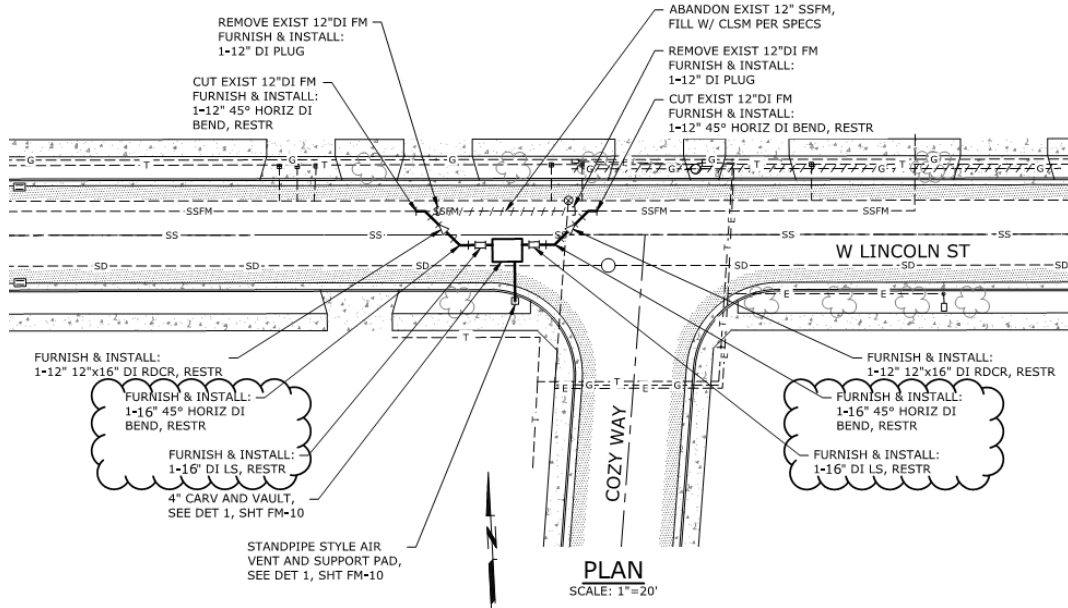 REMOVE EXIST 12"DI FM
FURNISH & INSTALL:
1-12" DI PLUG
ABANDON EXIST 12" SSFM,
FILL W/ CLSM PER SPECS
REMOVE EXIST 12"DI FM
FURNISH & INSTALL:
1-12" DI PLUG
CUT EXIST 12"DI FM
FURNISH & INSTALL:
1-12" 45° HORIZ DI
BEND, RESTR
CUT EXIST 12"DI FM
FURNISH & INSTALL:
1-12" 45° HORIZ DI BEND, RESTR
G G G G G G G
T T T E E T T T
SSFM SSFM SSFM SSFM
E
SS SS SS SS SS SS SS
T
E
W LINCOLN ST
SD SD SD SD SD SD SD
E E
T T
FURNISH & INSTALL:
1-12" 12"x16" DI RDCR, RESTR
FURNISH & INSTALL:
1-12" 12"x16" DI RDCR, RESTR
E G T E G
FURNISH & INSTALL:
1-16" 45° HORIZ DI
BEND, RESTR
FURNISH & INSTALL:
1-16" 45° HORIZ DI
BEND, RESTR
T
COZY WAY
FURNISH & INSTALL:
1-16" DI LS, RESTR
FURNISH & INSTALL:
1-16" DI LS, RESTR
4" CARV AND VAULT,
SEE DET 1, SHT FM-10
STANDPIPE STYLE AIR
VENT AND SUPPORT PAD,
SEE DET 1, SHT FM-10
N
PLAN
SCALE: 1"=20'